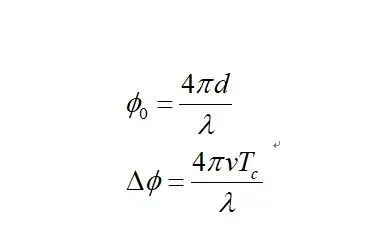 ϕ₀ = 4πd / λ
Δϕ = 4πvT_c / λ